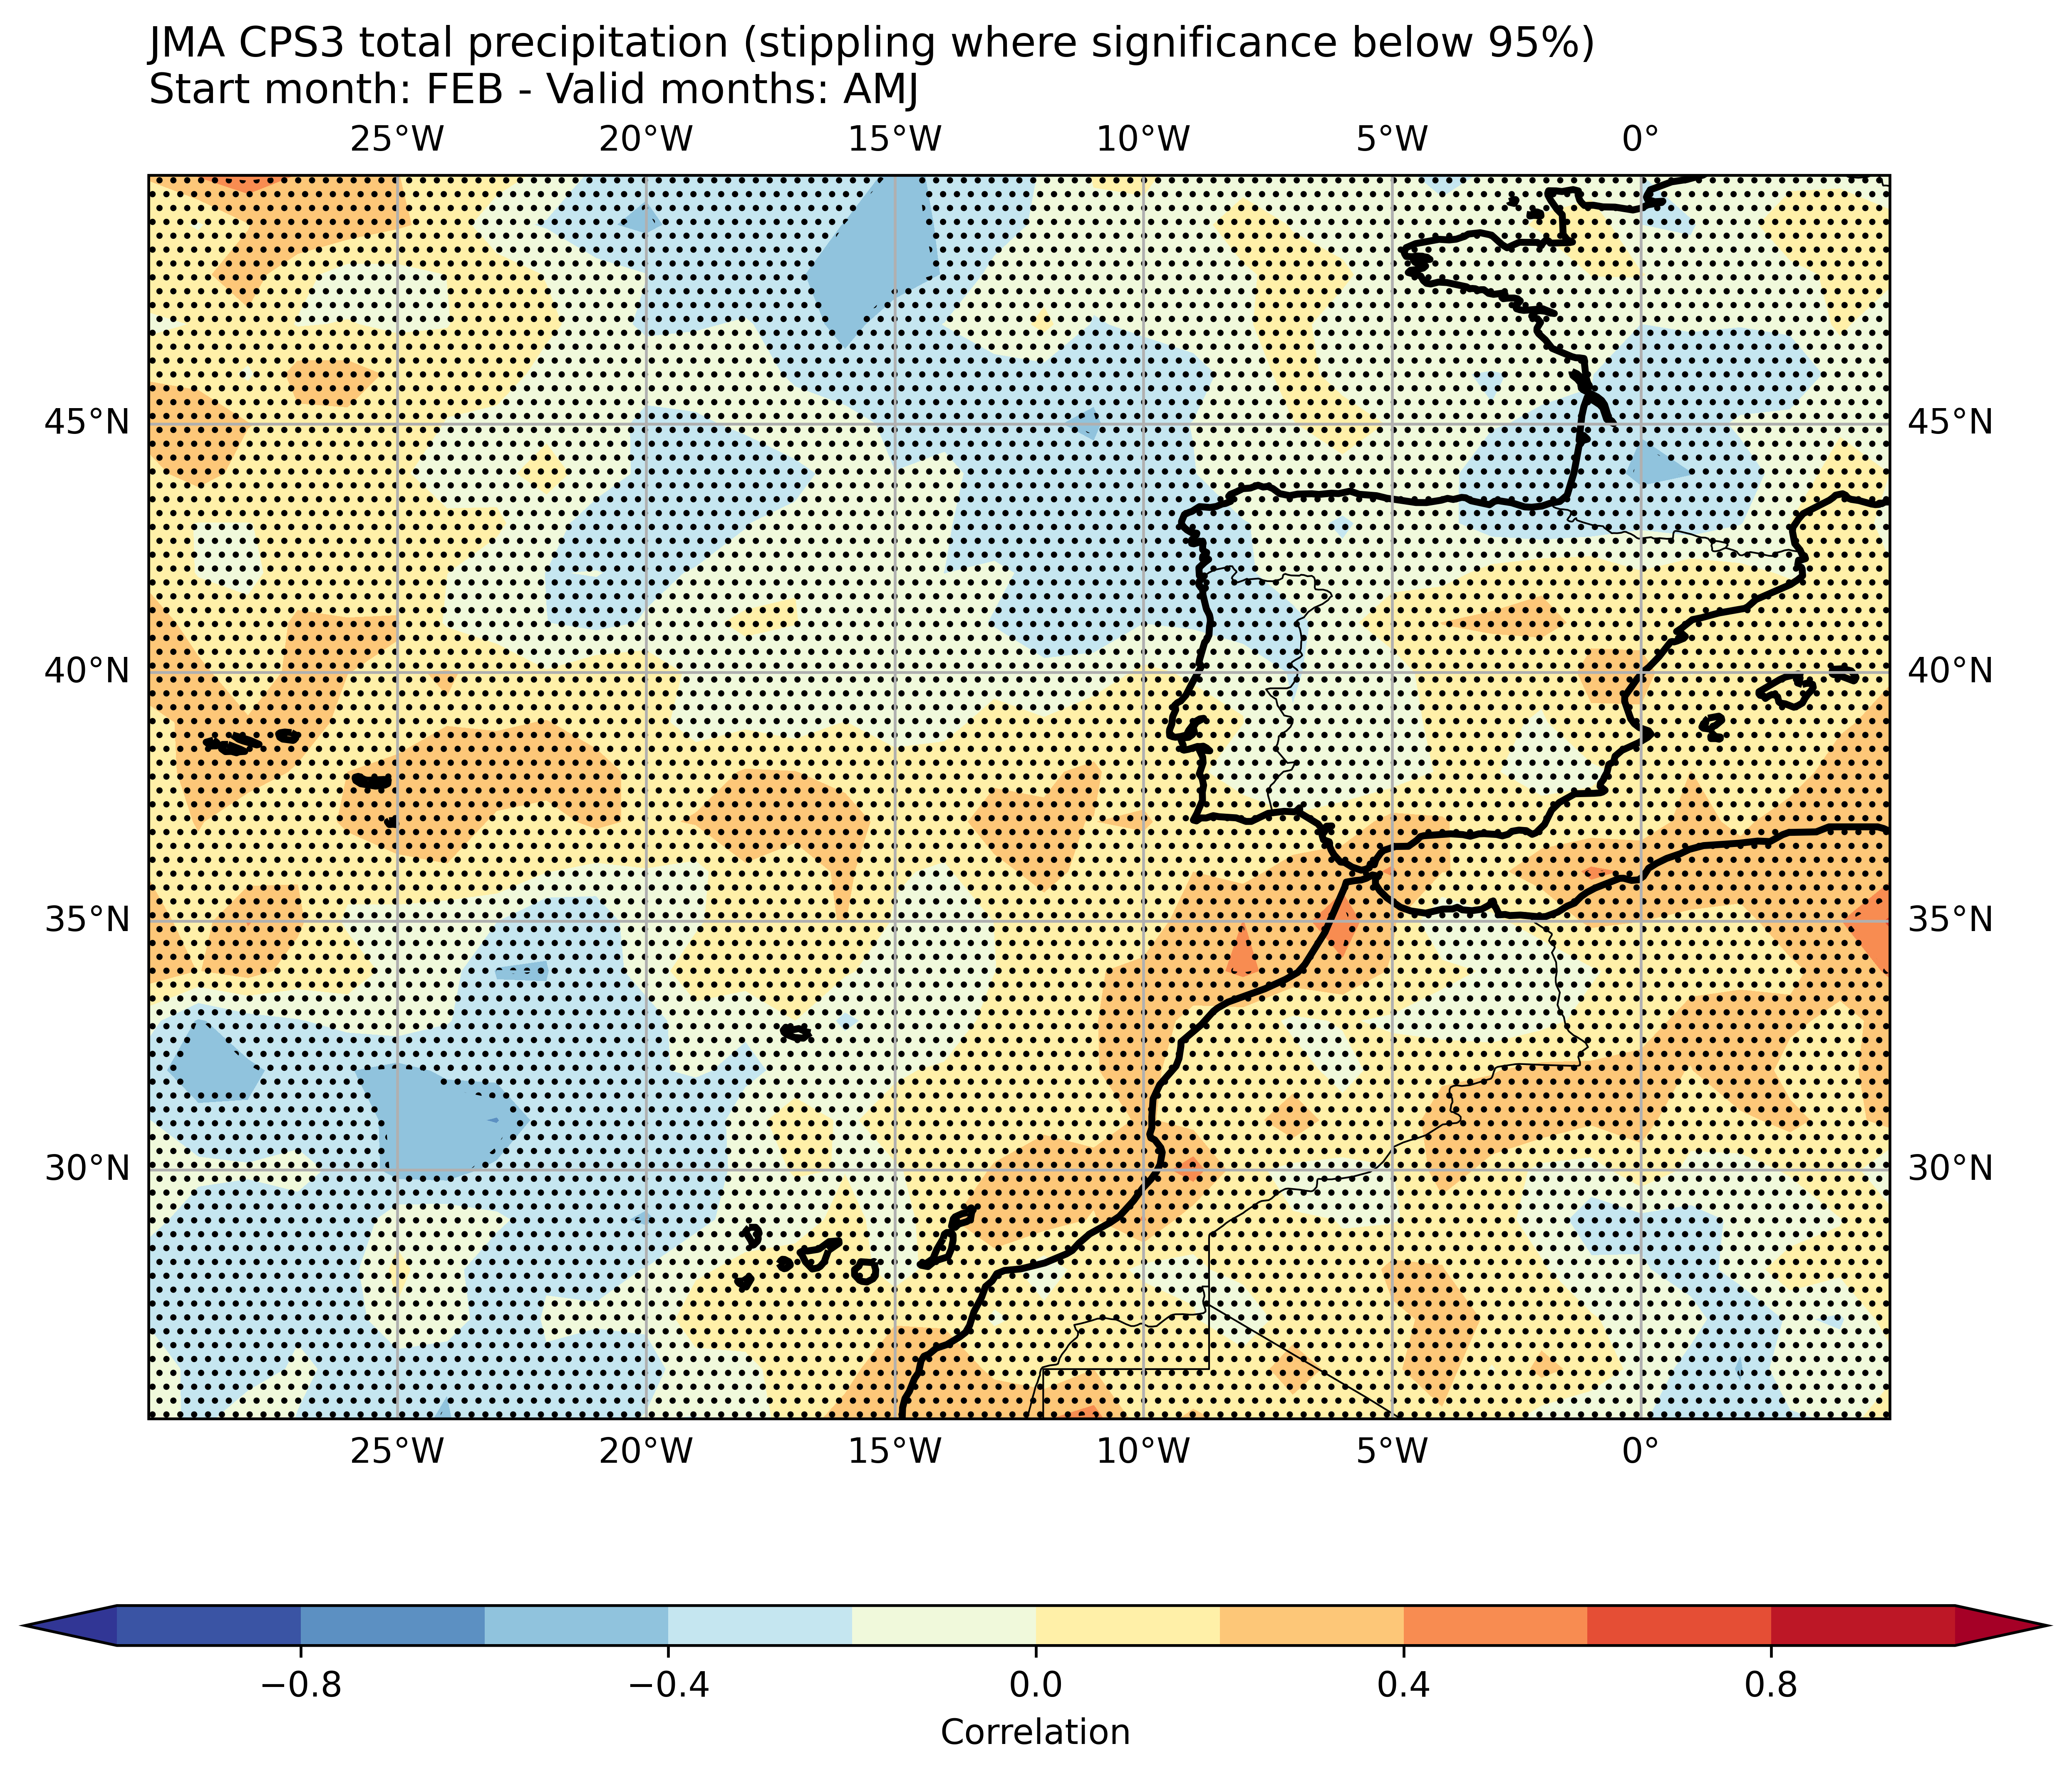 JMA CPS3 total precipitation (stippling where significance below 95%)
Start month: FEB - Valid months: AMJ
25°W 20°W 15°W 10°W 5°W 0°
45°N 45°N
40°N 40°N
35°N 35°N
30°N 30°N
25°W 20°W 15°W 10°W 5°W 0°
−0.8 −0.4 0.0 0.4 0.8
Correlation